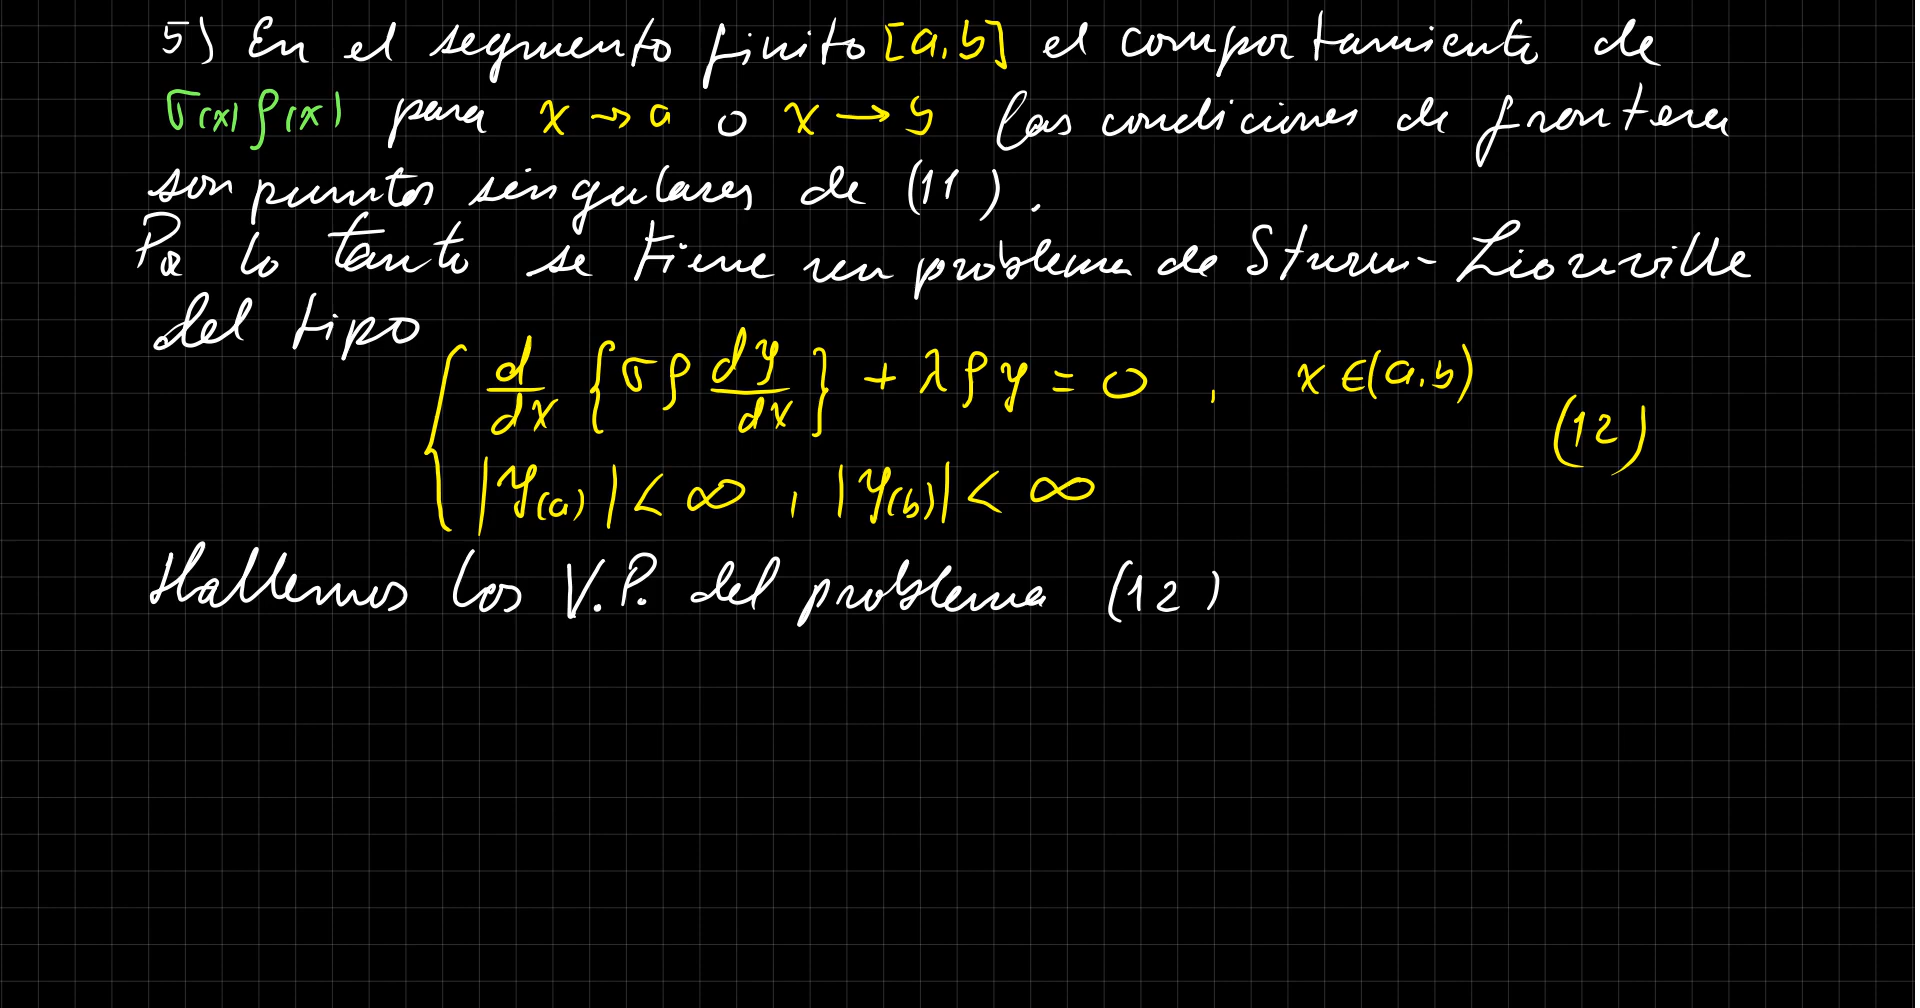 5) En el segmento finito [a,b] el comportamiento de
σ(x) ρ(x) para x → a o x → b las condiciones de frontera
son puntos singulares de (11).
Por lo tanto se tiene un problema de Sturm-Liouville
del tipo
d/dx {σρ dy/dx} + λρy = 0 , x ∈(a,b)
(12)
|y(a)| < ∞ , |y(b)| < ∞
Hallemos los V.P. del problema (12)